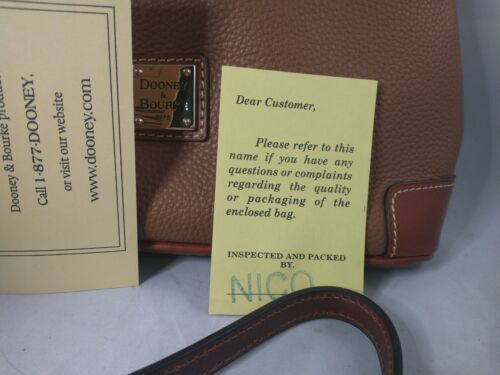 Dooney & Bourke produc
Call 1-877-DOONEY.
or visit our website
www.dooney.com
DOONEY
&
BOURKE
Dear Customer,
Please refer to this
name if you have any
questions or complaints
regarding the quality
or packaging of the
enclosed bag.
INSPECTED AND PACKED
BY.
NICO